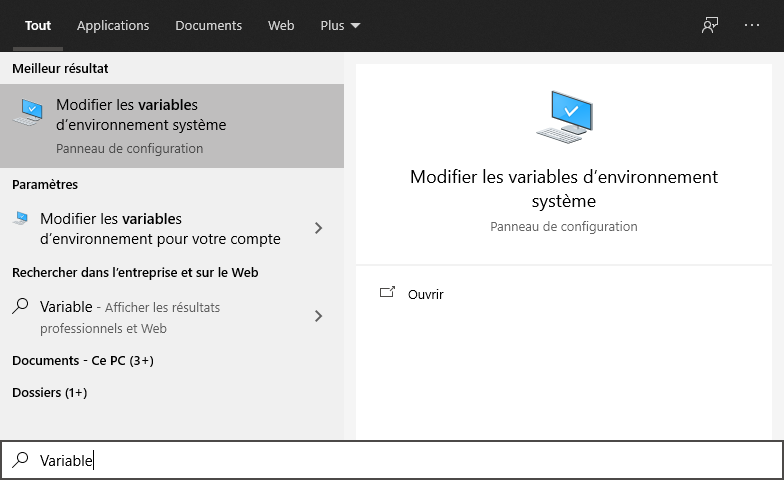 Tout Applications Documents Web Plus
Meilleur résultat
Modifier les variables
d'environnement système
Panneau de configuration
Paramètres
Modifier les variables
d'environnement pour votre compte
Rechercher dans l'entreprise et sur le Web
Variable - Afficher les résultats
professionnels et Web
Documents - Ce PC (3+)
Dossiers (1+)
Modifier les variables d'environnement
système
Panneau de configuration
Ouvrir
Variable